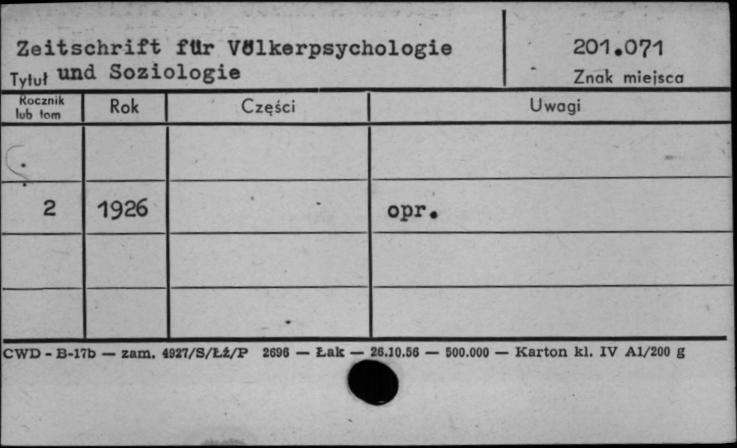 Zeitschrift für Völkerpsychologie 201.071
Tytuł und Soziologie Znak miejsca
Rocznik lub tom Rok Części Uwagi
2 1926 opr.
CWD - B-17b — zam. 4927/S/Łż/P 2696 — Łak — 26.10.56 — 500.000 — Karton kl. IV A1/200 g